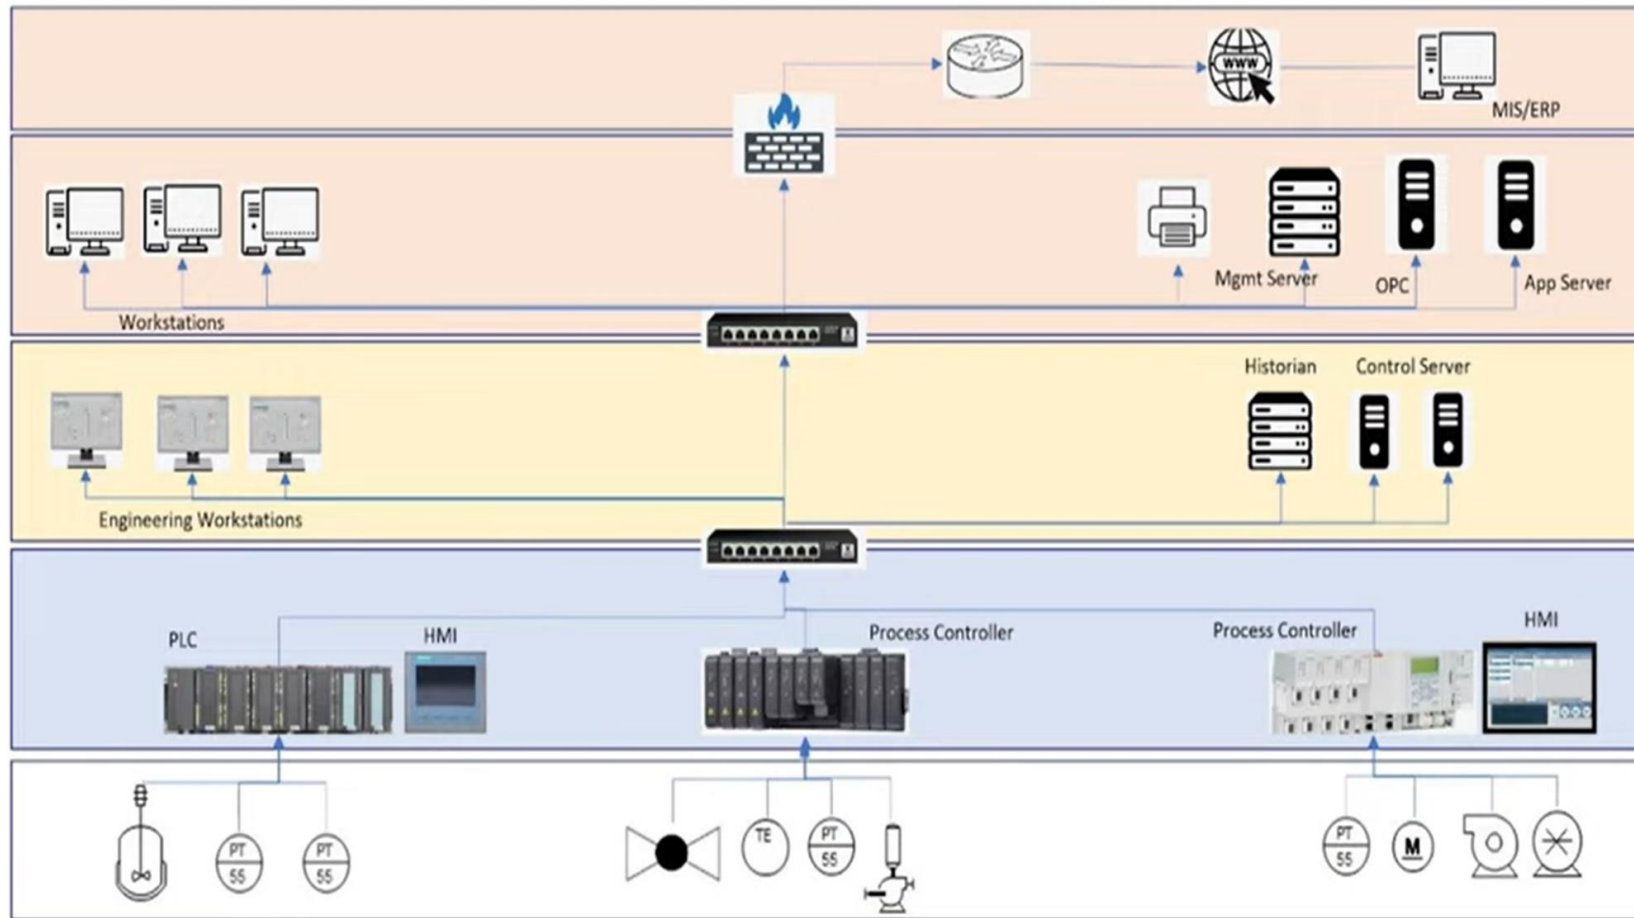 WWW
MIS/ERP
Mgmt Server
OPC
App Server
Workstations
Historian
Control Server
Engineering Workstations
PLC
HMI
Process Controller
Process Controller
HMI
PT
55
PT
55
TE
PT
55
PT
55
M